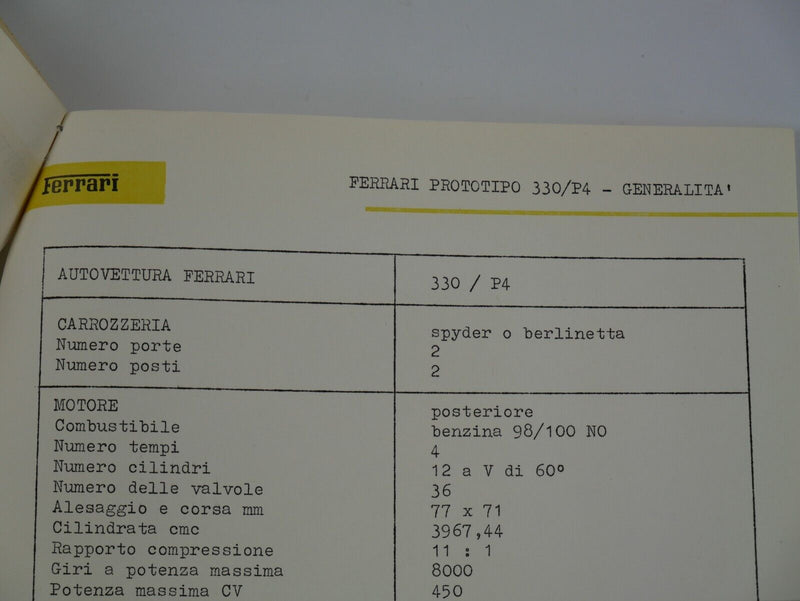 Ferrari
FERRARI PROTOTIPO 330/P4 - GENERALITA'
AUTOVETTURA FERRARI 330 / P4
CARROZZERIA spyder o berlinetta
Numero porte 2
Numero posti 2
MOTORE posteriore
Combustibile benzina 98/100 NO
Numero tempi 4
Numero cilindri 12 a V di 60°
Numero delle valvole 36
Alesaggio e corsa mm 77 x 71
Cilindrata cmc 3967,44
Rapporto compressione 11 : 1
Giri a potenza massima 8000
Potenza massima CV 450